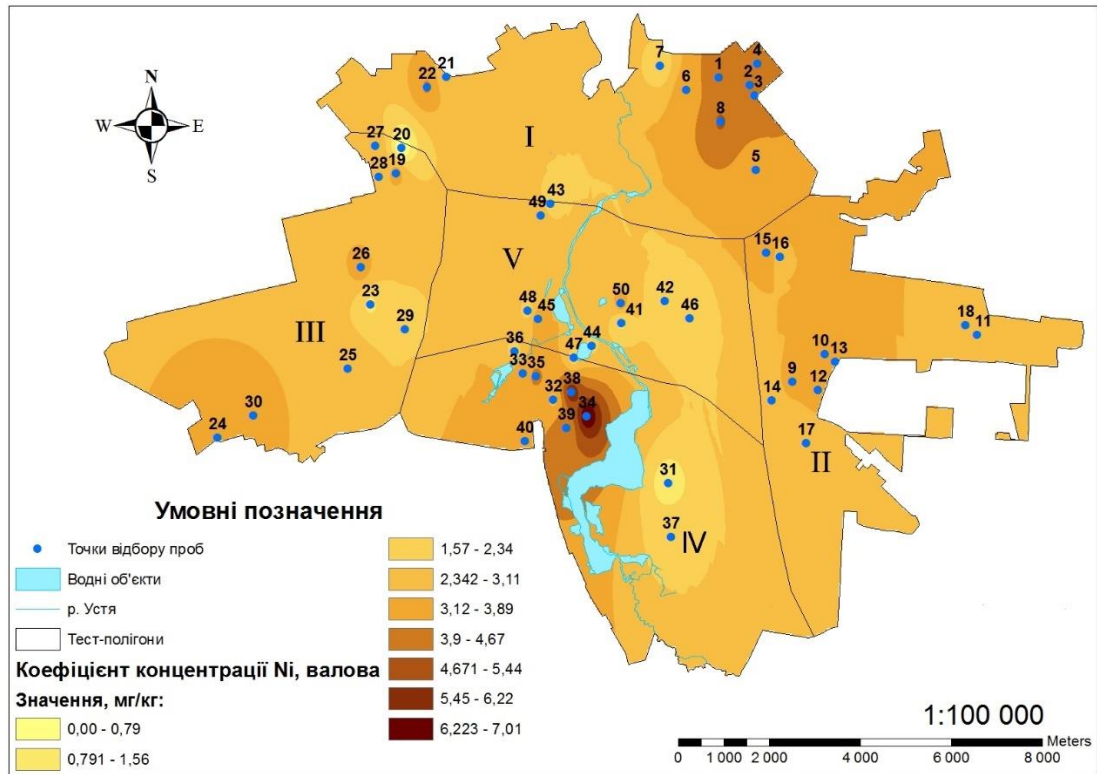 N
W E
S
21
22
27
20
28
19
I
7
4
1
2
6
3
8
5
43
49
V
26
23
29
III
25
30
24
48
45
50
42
46
41
36
44
47
33
35
32
38
34
39
40
31
37
IV
15
16
18
11
10
13
9
12
14
17
II
Умовні позначення
Точки відбору проб
Водні об'єкти
р. Устя
Тест-полігони
Коефіцієнт концентрації Ni, валова
Значення, мг/кг:
0,00 - 0,79
0,791 - 1,56
1,57 - 2,34
2,342 - 3,11
3,12 - 3,89
3,9 - 4,67
4,671 - 5,44
5,45 - 6,22
6,223 - 7,01
1:100 000
Meters
0 1 000 2 000 4 000 6 000 8 000